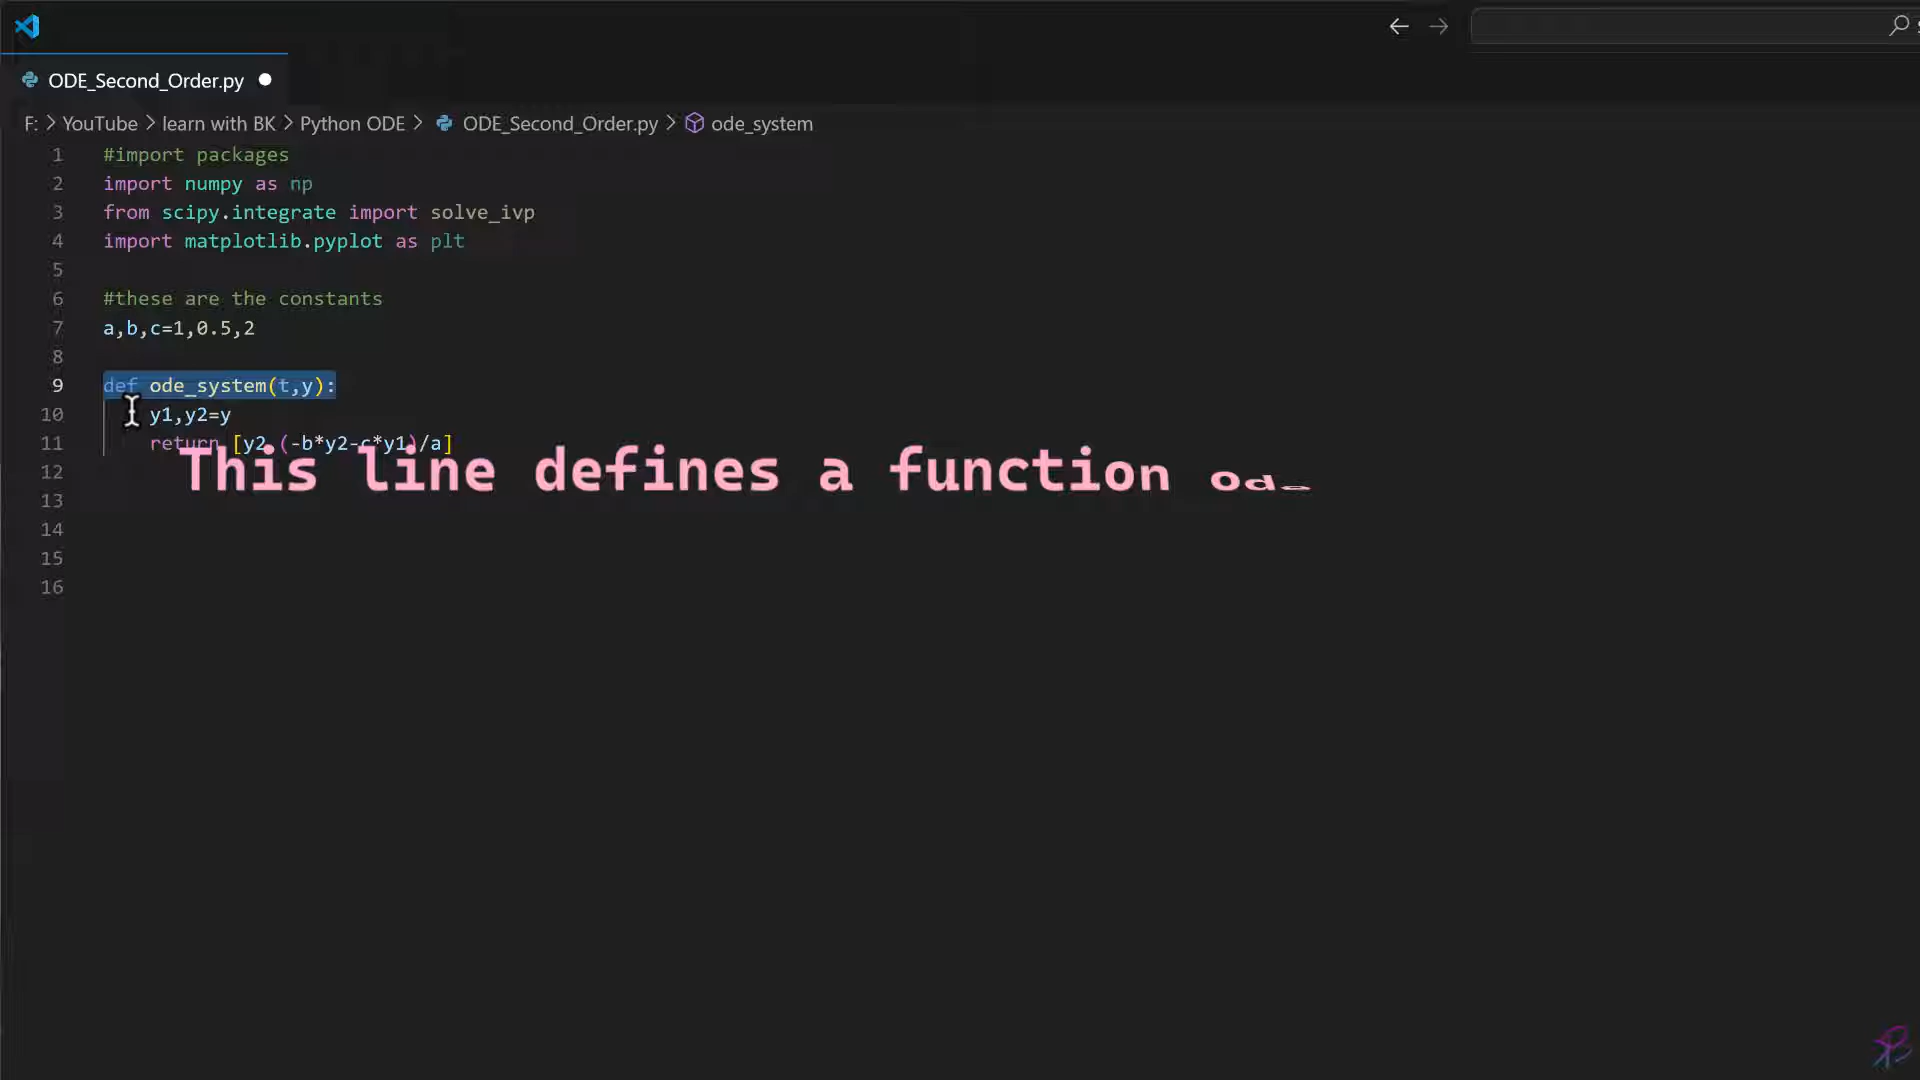 ODE_Second_Order.py
F: > YouTube > learn with BK > Python ODE > ODE_Second_Order.py > ode_system
1 #import packages
2 import numpy as np
3 from scipy.integrate import solve_ivp
4 import matplotlib.pyplot as plt
5
6 #these are the constants
7 a,b,c=1,0.5,2
8
9 def ode_system(t,y):
10 y1,y2=y
11 return [y2,(-b*y2-c*y1)/a]
This line defines a function
12
13
14
15
16